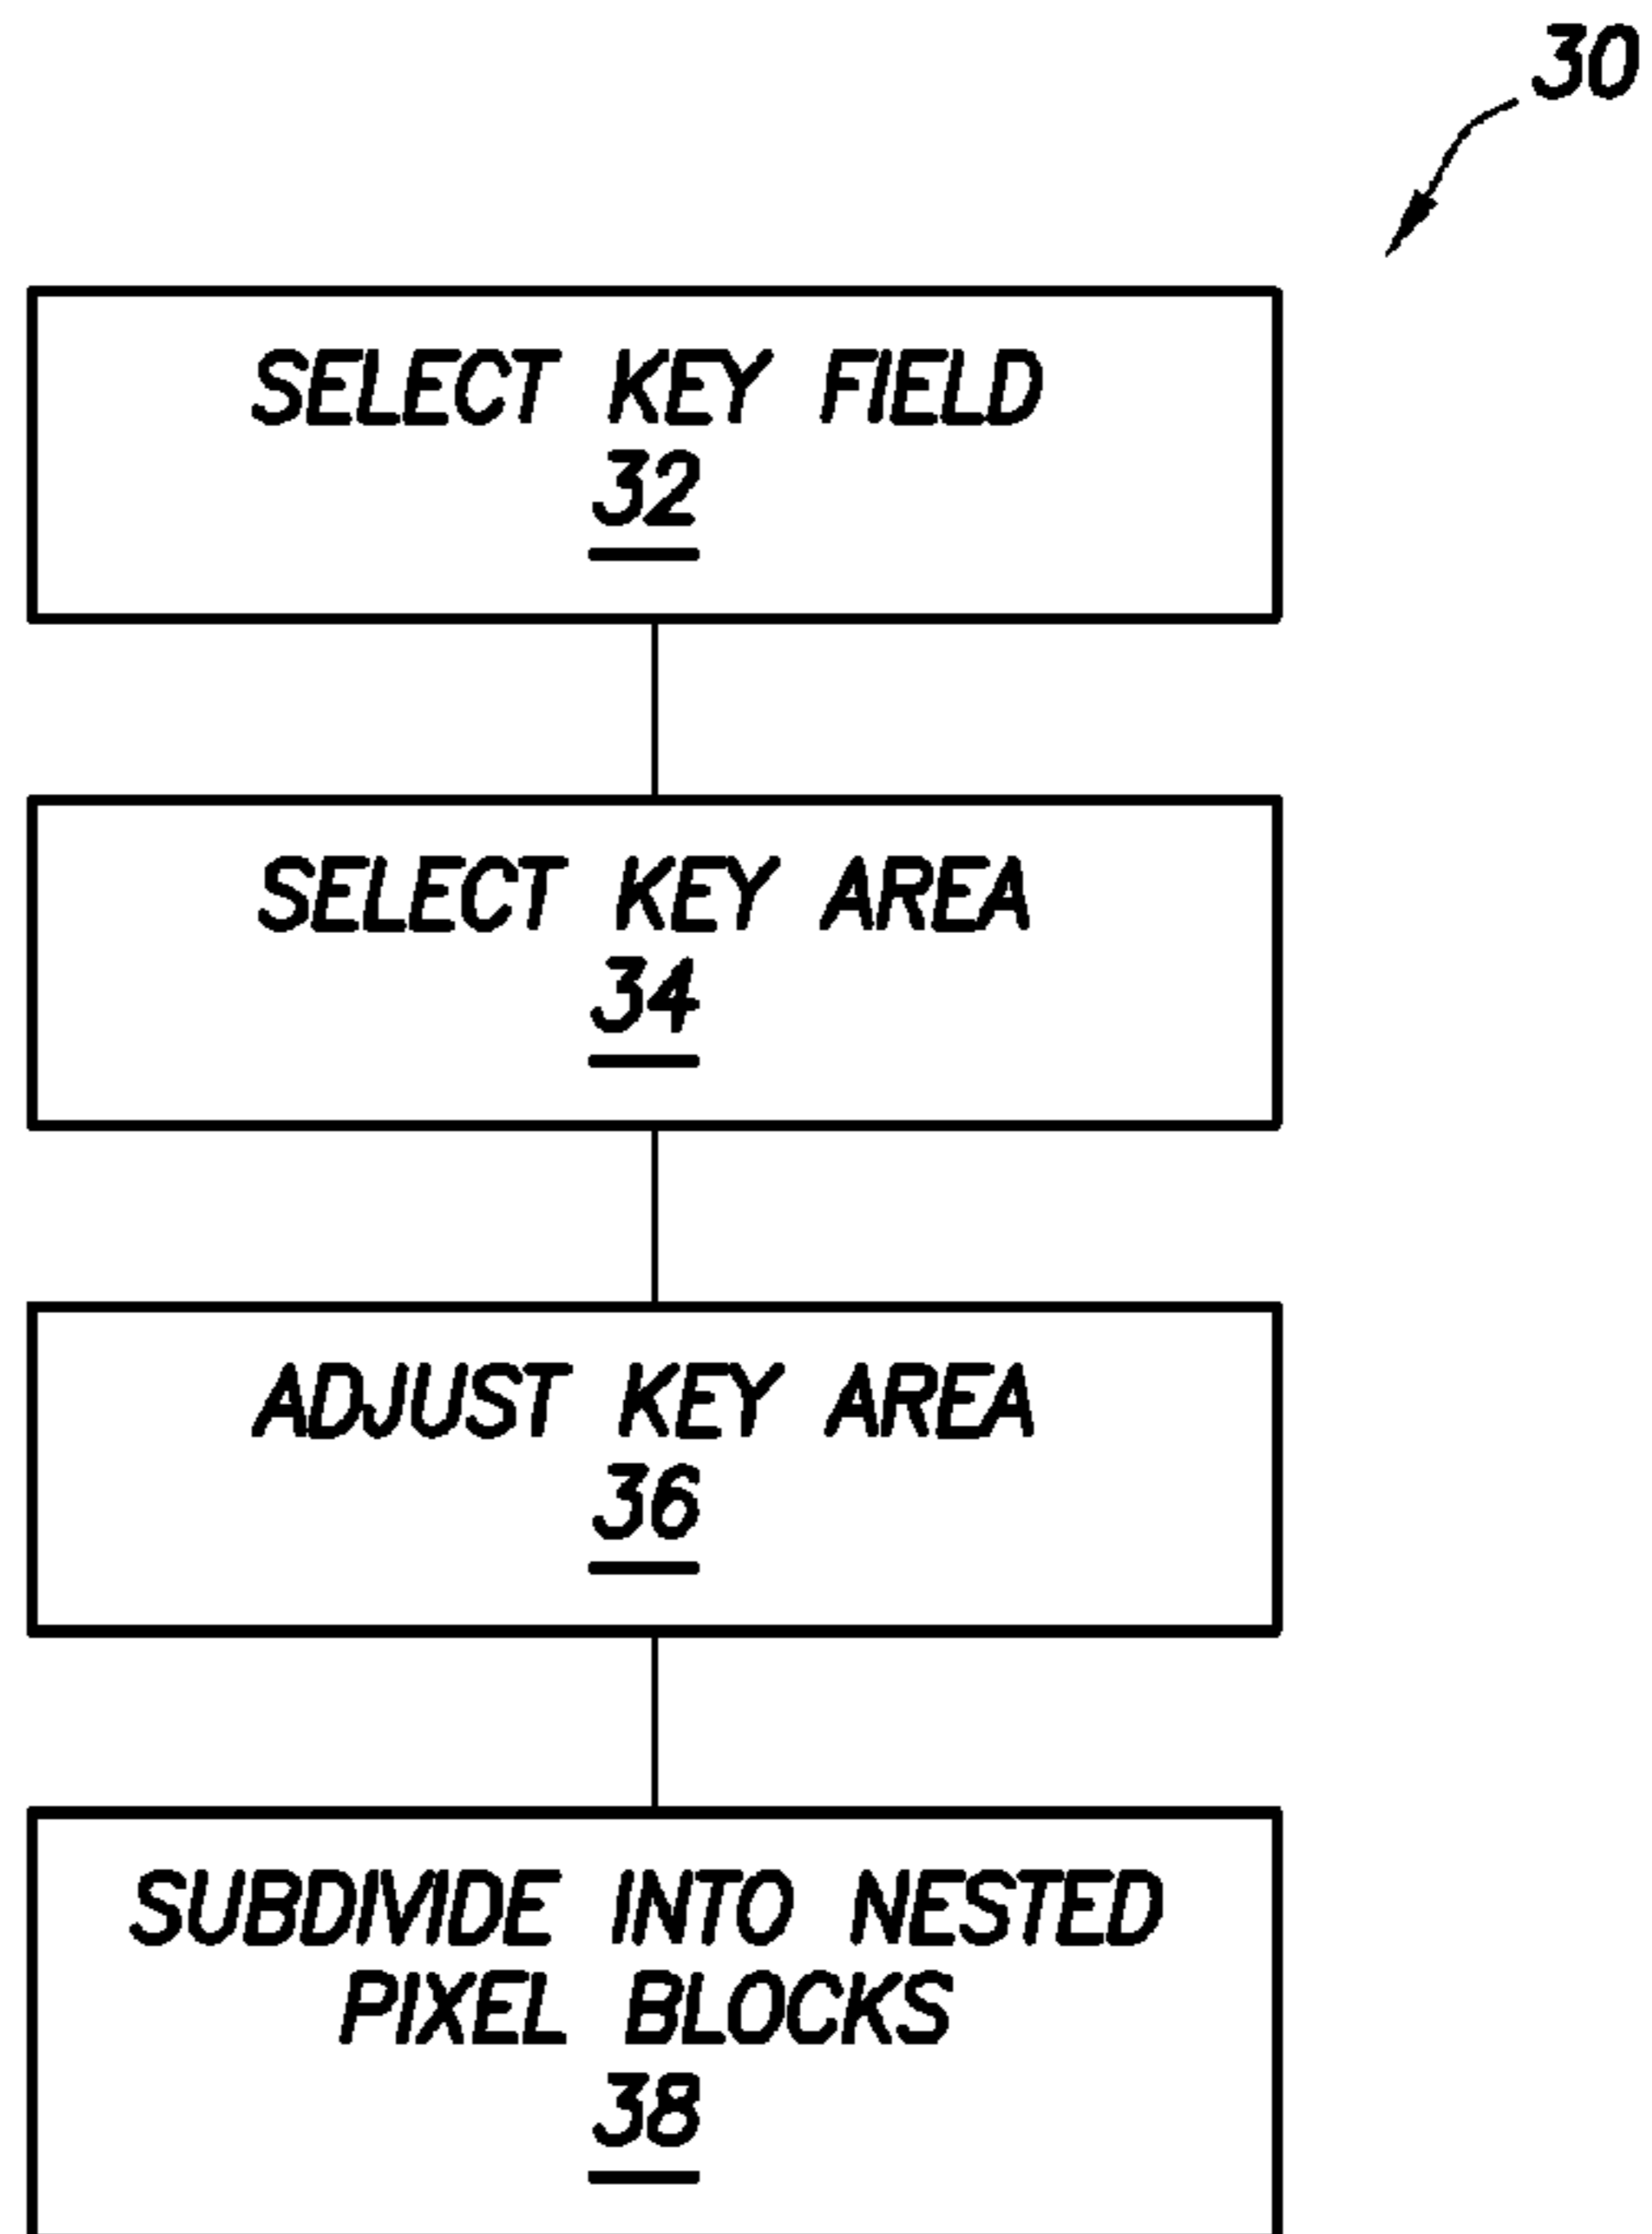 30
SELECT KEY FIELD
32
SELECT KEY AREA
34
ADJUST KEY AREA
36
SUBDIVIDE INTO NESTED
PIXEL BLOCKS
38